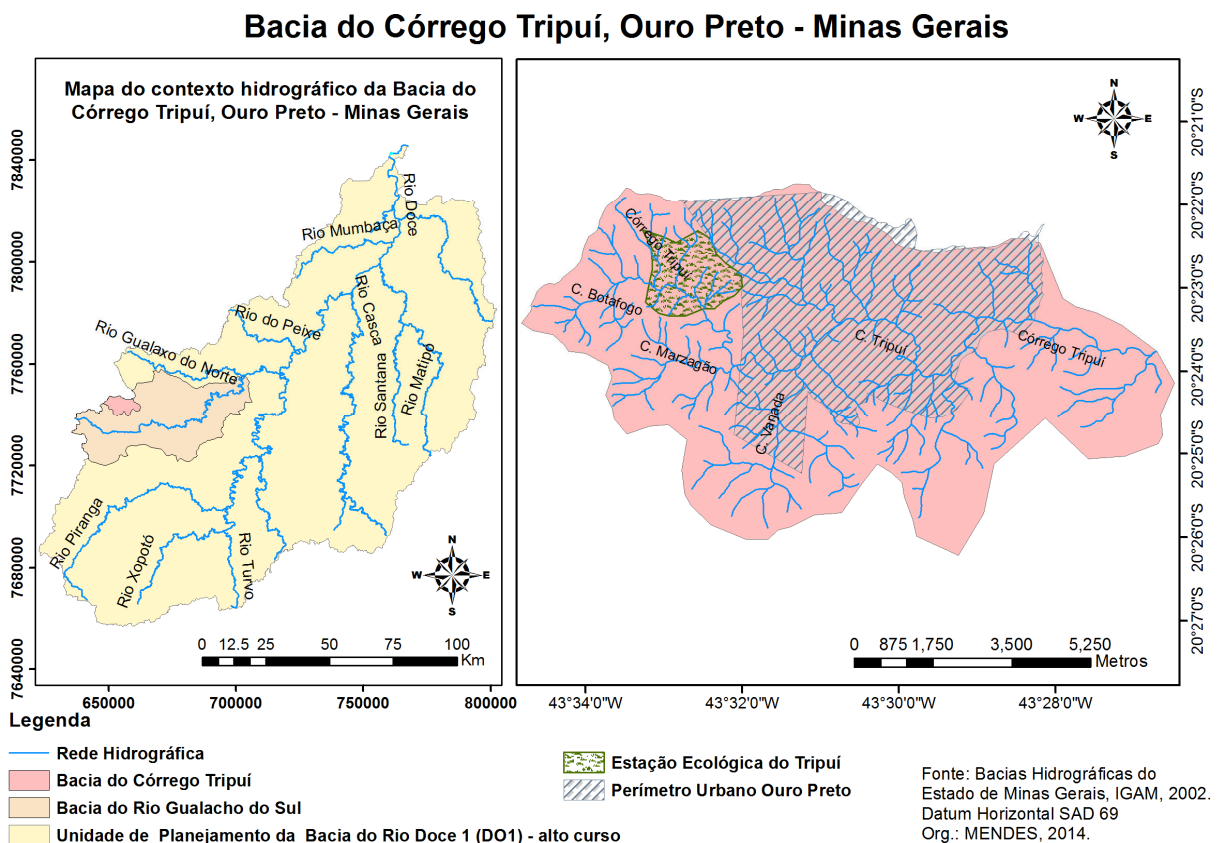 Bacia do Córrego Tripuí, Ouro Preto - Minas Gerais
Mapa do contexto hidrográfico da Bacia do
Córrego Tripuí, Ouro Preto - Minas Gerais
7840000
7800000
7760000
7720000
7680000
7640000
Rio Doce
Rio Mumbaça
Rio Casca
Rio do Peixe
Rio Gualaxo do Norte
Rio Santana
Rio Matipo
Rio Piranga
Rio Xopotó
Rio Turvo
N
W E
S
0 12.5 25 50 75 100
Km
650000 700000 750000 800000
N
W E
S
20°21'0"S
20°22'0"S
20°23'0"S
20°24'0"S
20°25'0"S
20°26'0"S
20°27'0"S
Córrego Tripuí
C. Botafogo
C. Marzagão
C. Tripuí
Córrego Tripuí
C. Varjada
0 875 1,750 3,500 5,250
Metros
43°34'0"W 43°32'0"W 43°30'0"W 43°28'0"W
Legenda
Rede Hidrográfica
Bacia do Córrego Tripuí
Bacia do Rio Gualacho do Sul
Unidade de Planejamento da Bacia do Rio Doce 1 (DO1) - alto curso
Estação Ecológica do Tripuí
Perímetro Urbano Ouro Preto
Fonte: Bacias Hidrográficas do
Estado de Minas Gerais, IGAM, 2002.
Datum Horizontal SAD 69
Org.: MENDES, 2014.